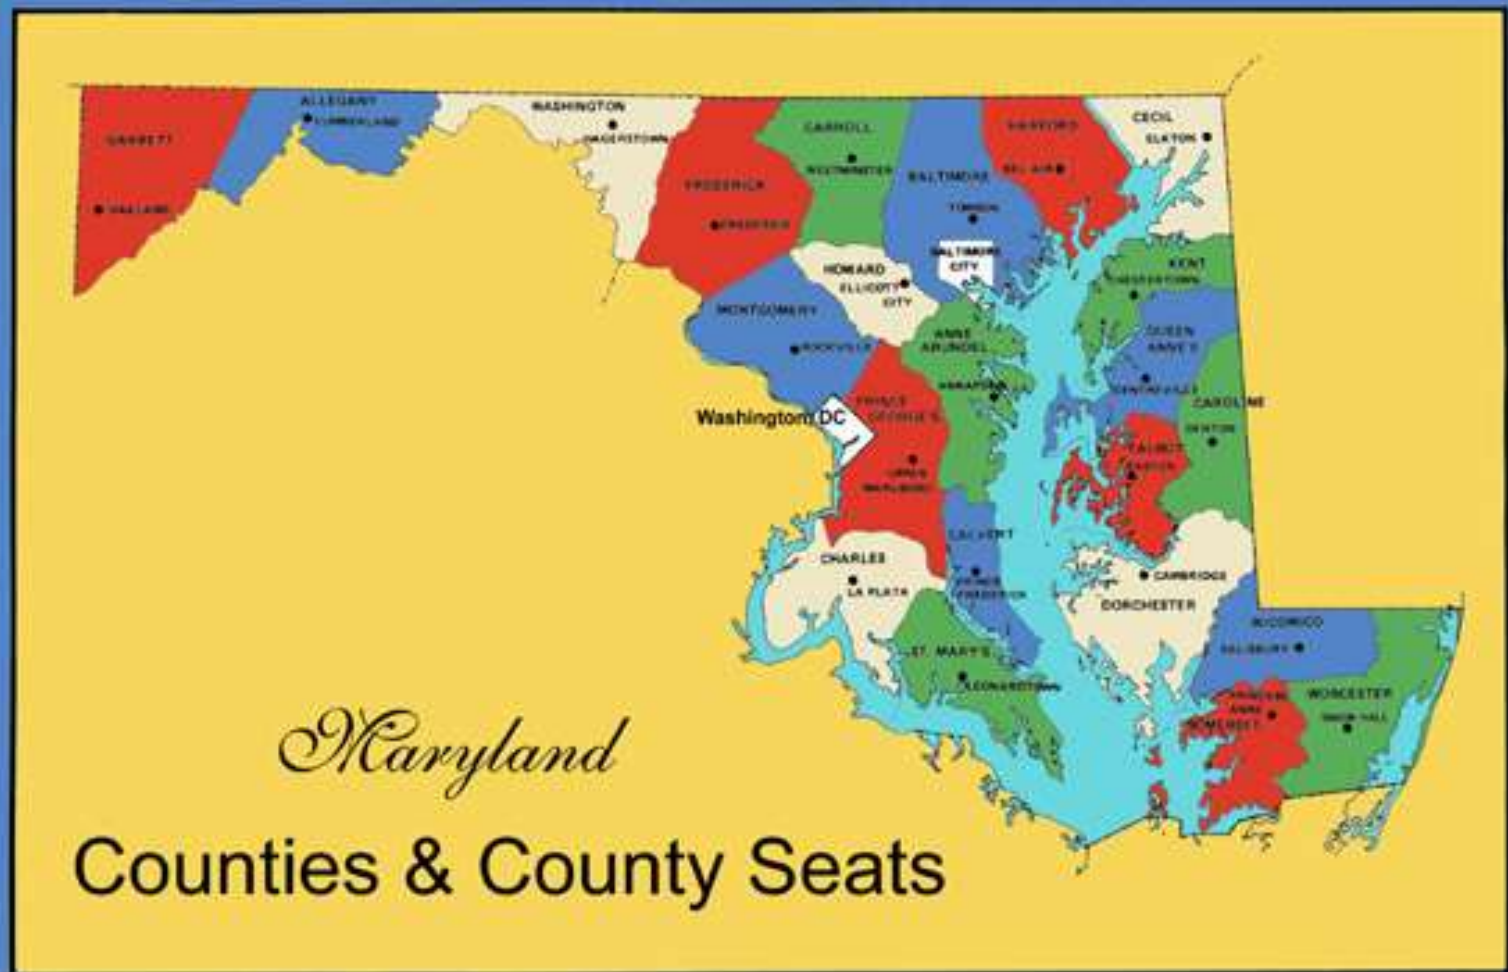 GARRETT
OAKLAND
ALLEGANY
CUMBERLAND
WASHINGTON
HAGERSTOWN
FREDERICK
FREDERICK
CARROLL
WESTMINSTER
BALTIMORE
TOWSON
BALTIMORE
CITY
HARFORD
BEL AIR
CECIL
ELKTON
HOWARD
ELLICOTT
CITY
MONTGOMERY
ROCKVILLE
ANNE
ARUNDEL
ANNAPOLIS
KENT
CHESTERTOWN
QUEEN
ANNE'S
CENTREVILLE
CAROLINE
DENTON
Washington, DC
PRINCE
GEORGE'S
UPPER
MARLBORO
TALBOT
EASTON
CALVERT
PRINCE
FREDERICK
CHARLES
LA PLATA
ST. MARY'S
LEONARDTOWN
CAMBRIDGE
DORCHESTER
WICOMICO
SALISBURY
PRINCESS
ANNE
SOMERSET
WORCESTER
SNOW HILL
Maryland
Counties & County Seats